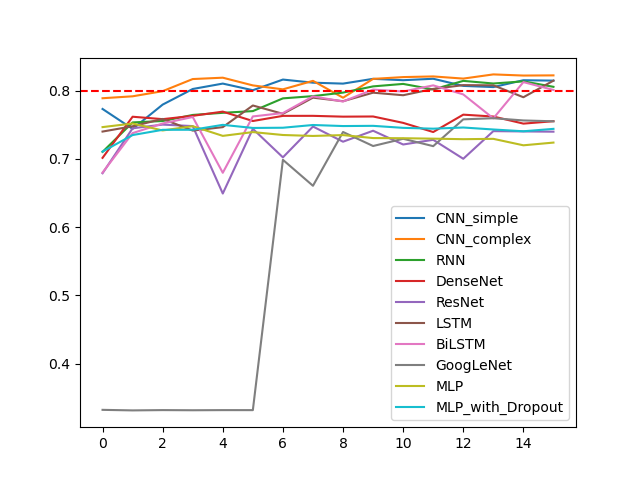 0.8
0.7
0.6
0.5
0.4
0 2 4 6 8 10 12 14
CNN_simple
CNN_complex
RNN
DenseNet
ResNet
LSTM
BiLSTM
GoogLeNet
MLP
MLP_with_Dropout